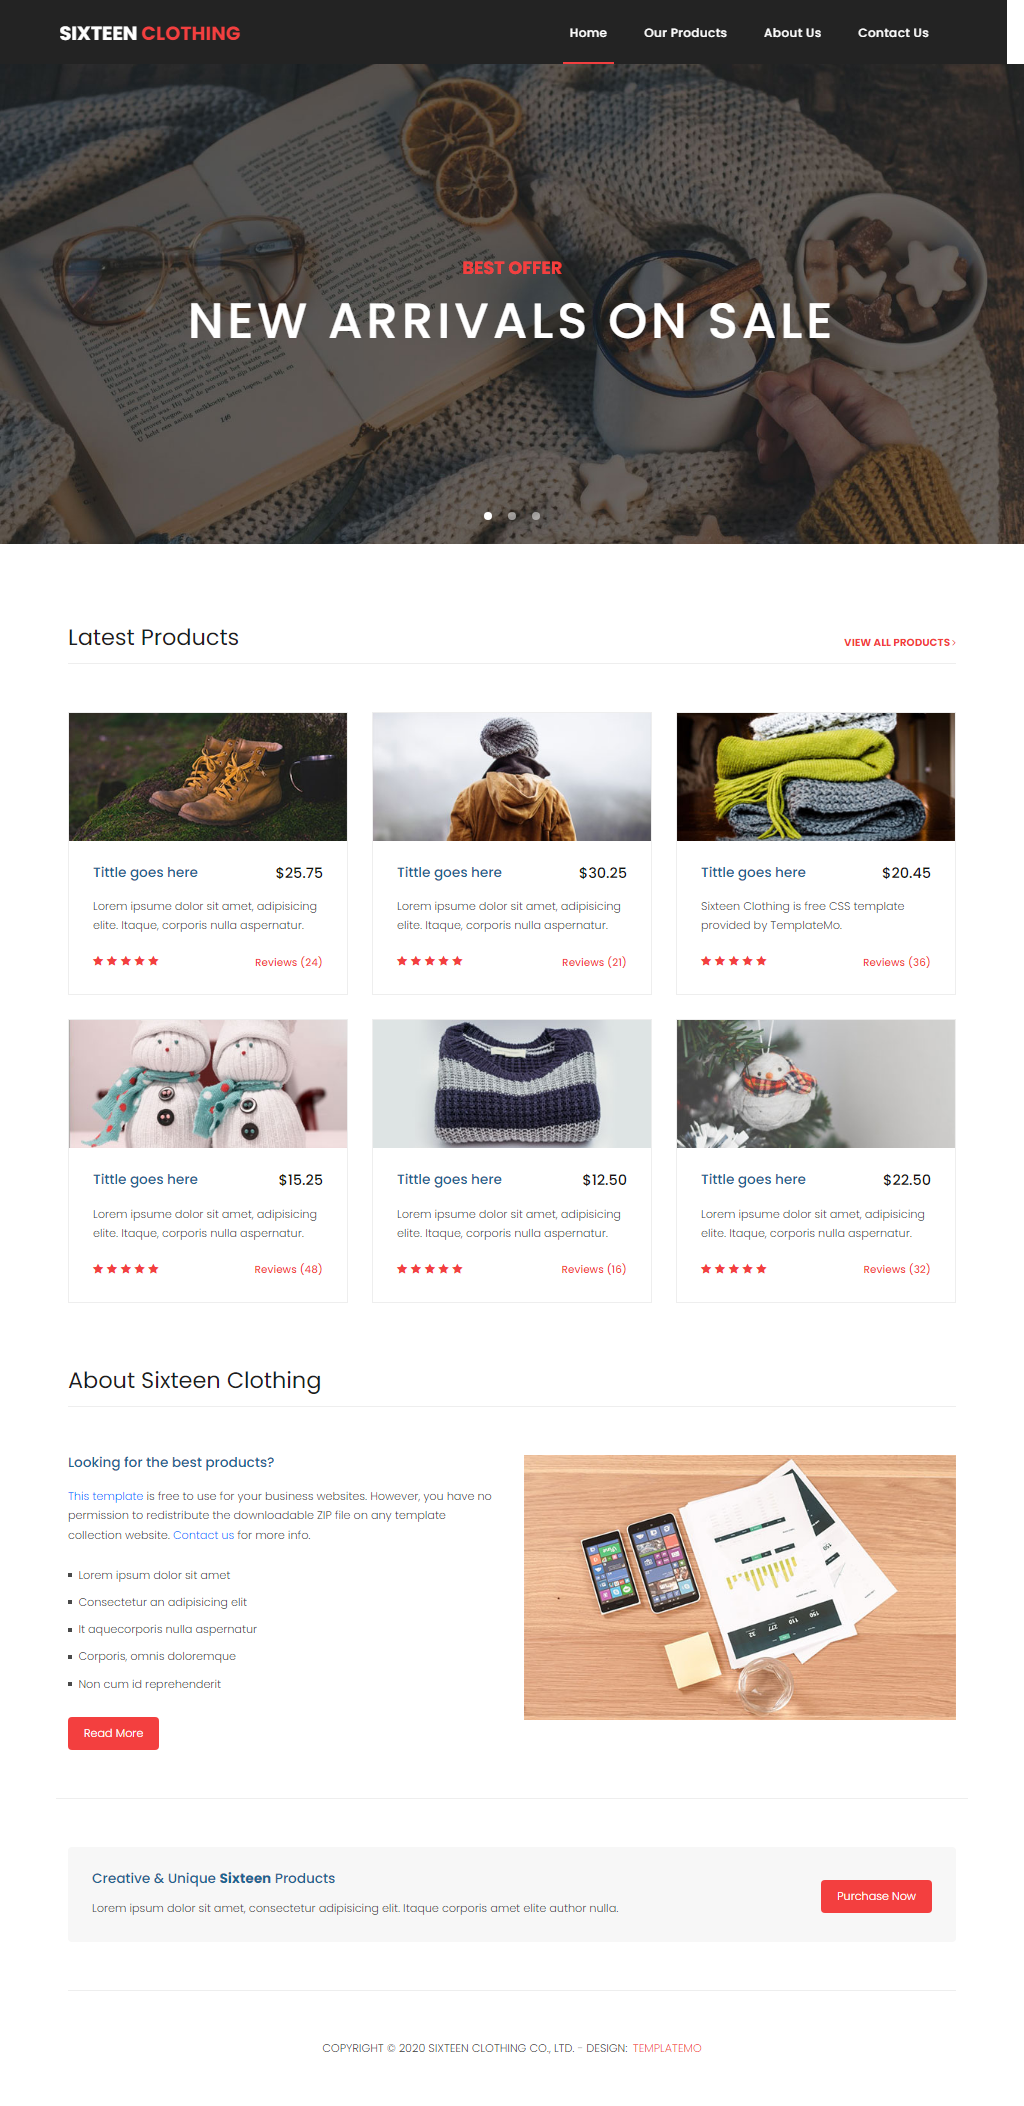 SIXTEEN CLOTHING
Home Our Products About Us Contact Us
BEST OFFER
NEW ARRIVALS ON SALE
Latest Products
VIEW ALL PRODUCTS >
Tittle goes here $25.75
Lorem ipsume dolor sit amet, adipisicing
elite. Itaque, corporis nulla aspernatur.
Reviews (24)
Tittle goes here $30.25
Lorem ipsume dolor sit amet, adipisicing
elite. Itaque, corporis nulla aspernatur.
Reviews (21)
Tittle goes here $20.45
Sixteen Clothing is free CSS template
provided by TemplateMo.
Reviews (36)
Tittle goes here $15.25
Lorem ipsume dolor sit amet, adipisicing
elite. Itaque, corporis nulla aspernatur.
Reviews (48)
Tittle goes here $12.50
Lorem ipsume dolor sit amet, adipisicing
elite. Itaque, corporis nulla aspernatur.
Reviews (16)
Tittle goes here $22.50
Lorem ipsume dolor sit amet, adipisicing
elite. Itaque, corporis nulla aspernatur.
Reviews (32)
About Sixteen Clothing
Looking for the best products?
This template is free to use for your business websites. However, you have no
permission to redistribute the downloadable ZIP file on any template
collection website. Contact us for more info.
Lorem ipsum dolor sit amet
Consectetur an adipisicing elit
It aquecorporis nulla aspernatur
Corporis, omnis doloremque
Non cum id reprehenderit
Read More
Creative & Unique Sixteen Products
Lorem ipsum dolor sit amet, consectetur adipisicing elit. Itaque corporis amet elite author nulla.
Purchase Now
COPYRIGHT © 2020 SIXTEEN CLOTHING CO., LTD. - DESIGN: TEMPLATEMO